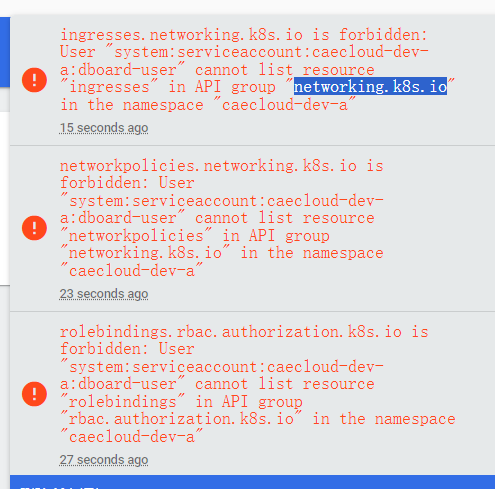 ingresses.networking.k8s.io is forbidden:
User "system:serviceaccount:caecloud-dev-
a:dboard-user" cannot list resource
"ingresses" in API group "networking.k8s.io"
in the namespace "caecloud-dev-a"
15 seconds ago
networkpolicies.networking.k8s.io is
forbidden: User
"system:serviceaccount:caecloud-dev-
a:dboard-user" cannot list resource
"networkpolicies" in API group
"networking.k8s.io" in the namespace
"caecloud-dev-a"
23 seconds ago
rolebindings.rbac.authorization.k8s.io is
forbidden: User
"system:serviceaccount:caecloud-dev-
a:dboard-user" cannot list resource
"rolebindings" in API group
"rbac.authorization.k8s.io" in the namespace
"caecloud-dev-a"
27 seconds ago